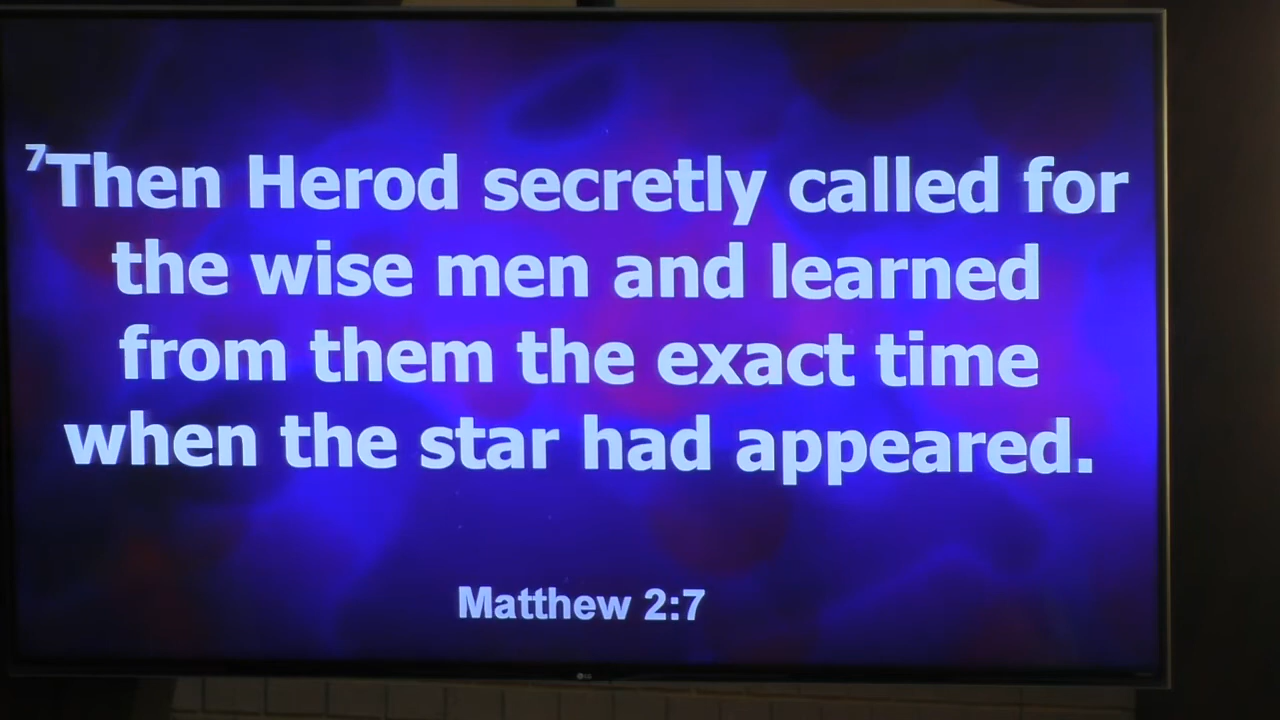 ⁷Then Herod secretly called for
the wise men and learned
from them the exact time
when the star had appeared.
Matthew 2:7